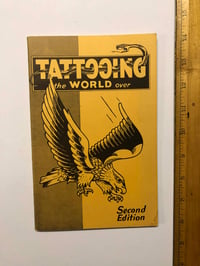 TATTOOING
the WORLD over
Second
Edition